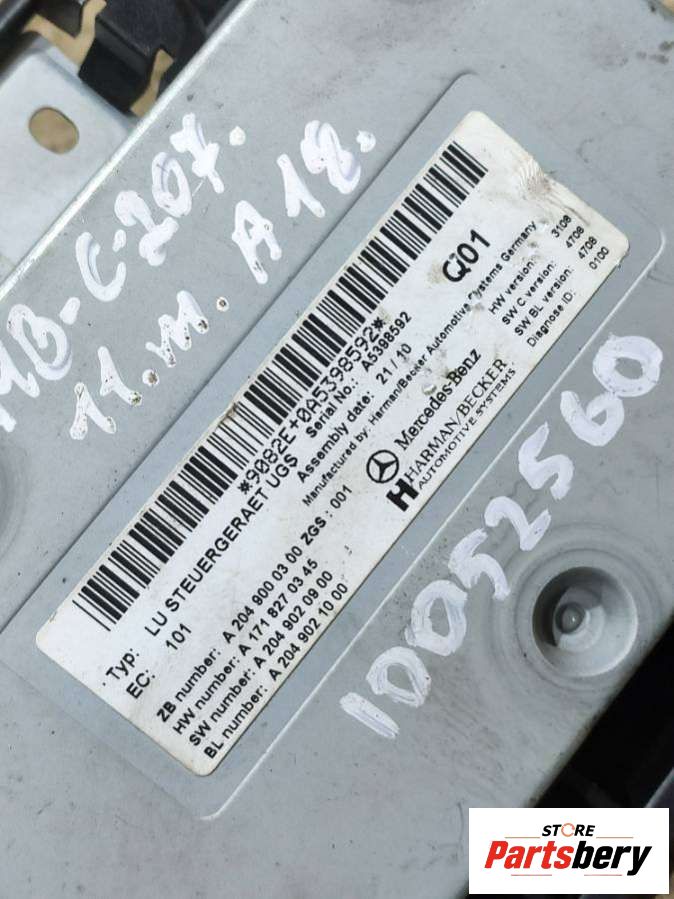 MB-C-207.
11.m. A12.
*9082E+0A5398592*
Typ: LU STEUERGERAET UGS
Serial No.: A5398592
EC: 101
Assembly date: 21/10
Manufactured by: Harman/Becker Automotive Systems Germany
Q01
ZB number: A 204 900 03 00 ZGS : 001
HW number: A 171 827 03 45
SW number: A 204 902 09 00
BL number: A 204 902 10 00
Mercedes-Benz
HARMAN/BECKER
AUTOMOTIVE SYSTEMS
HW version: 3108
SW C version: 4708
SW BL version: 4708
Diagnose ID: 0100
10052560
STORE
Partsbery